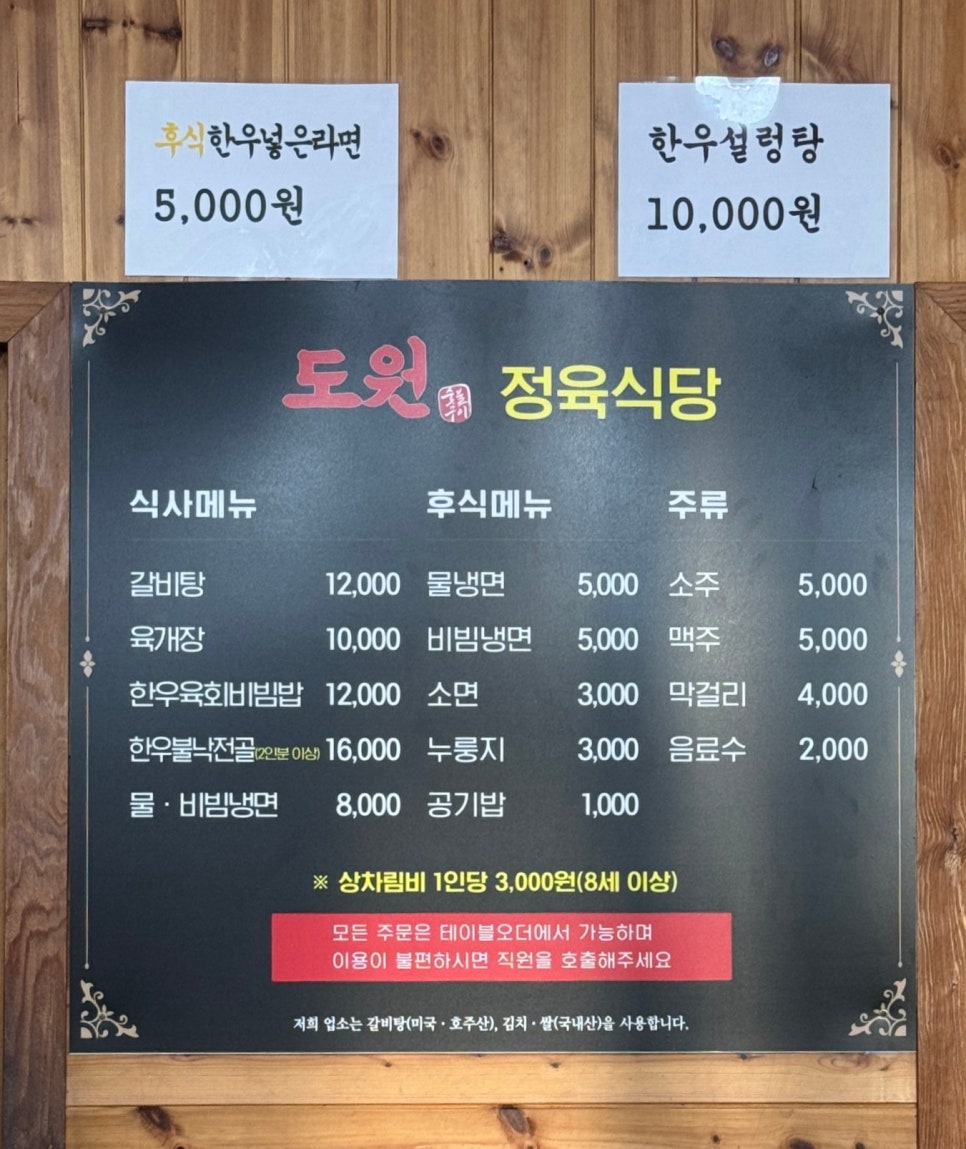 후식한우넣은라면
5,000원
한우설렁탕
10,000원
도원 숯불구이 정육식당
식사메뉴
갈비탕 12,000
육개장 10,000
한우육회비빔밥 12,000
한우불낙전골(2인분 이상) 16,000
물·비빔냉면 8,000
후식메뉴
물냉면 5,000
비빔냉면 5,000
소면 3,000
누룽지 3,000
공기밥 1,000
주류
소주 5,000
맥주 5,000
막걸리 4,000
음료수 2,000
※ 상차림비 1인당 3,000원(8세 이상)
모든 주문은 테이블오더에서 가능하며
이용이 불편하시면 직원을 호출해주세요
저희 업소는 갈비탕(미국·호주산), 김치·쌀(국내산)을 사용합니다.